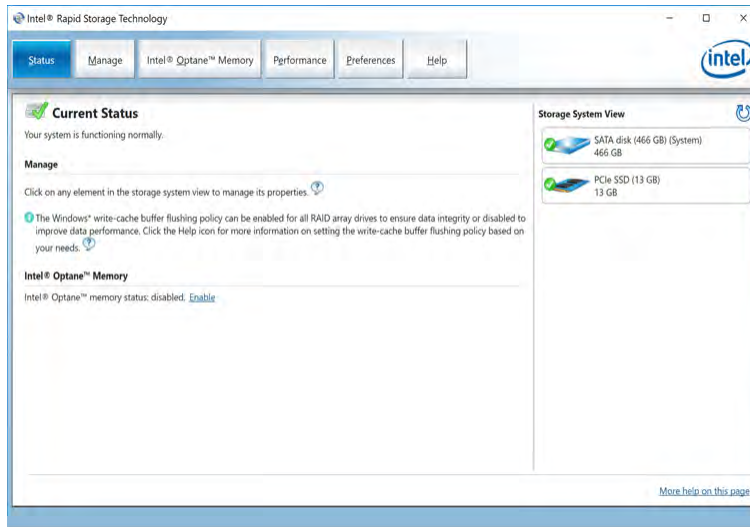 Intel® Rapid Storage Technology
Status
Manage
Intel® Optane™ Memory
Performance
Preferences
Help
intel
Current Status
Your system is functioning normally.
Manage
Click on any element in the storage system view to manage its properties.
The Windows* write-cache buffer flushing policy can be enabled for all RAID array drives to ensure data integrity or disabled to
improve data performance. Click the Help icon for more information on setting the write-cache buffer flushing policy based on
your needs.
Intel® Optane™ Memory
Intel® Optane™ memory status: disabled. Enable
Storage System View
SATA disk (466 GB) (System)
466 GB
PCIe SSD (13 GB)
13 GB
More help on this page